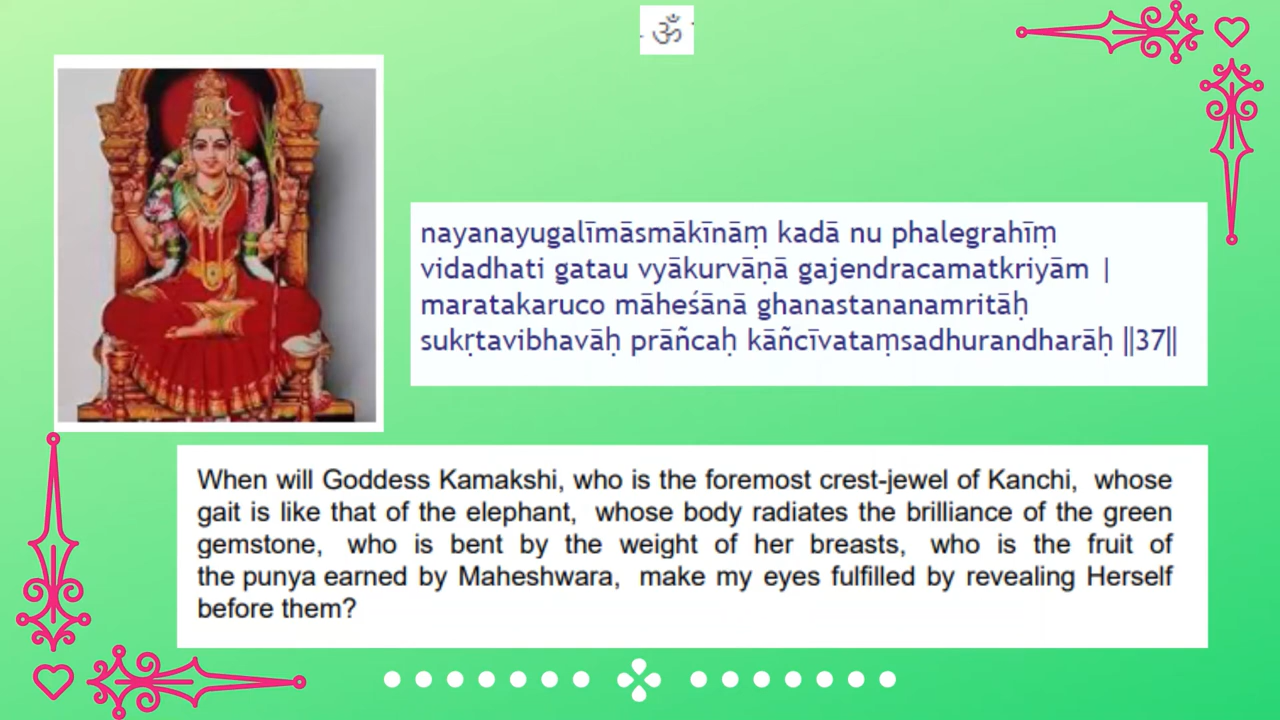 ॐ
nayanayugalīmāsmākīnāṃ kadā nu phalegrahīṃ
vidadhati gatau vyākurvāṇā gajendracamatkriyām |
maratakaruco māheśānā ghanastananamritāḥ
sukṛtavibhavāḥ prāñcaḥ kāñcīvataṃsadhurandharāḥ ||37||
When will Goddess Kamakshi, who is the foremost crest-jewel of Kanchi, whose
gait is like that of the elephant, whose body radiates the brilliance of the green
gemstone, who is bent by the weight of her breasts, who is the fruit of
the punya earned by Maheshwara, make my eyes fulfilled by revealing Herself
before them?